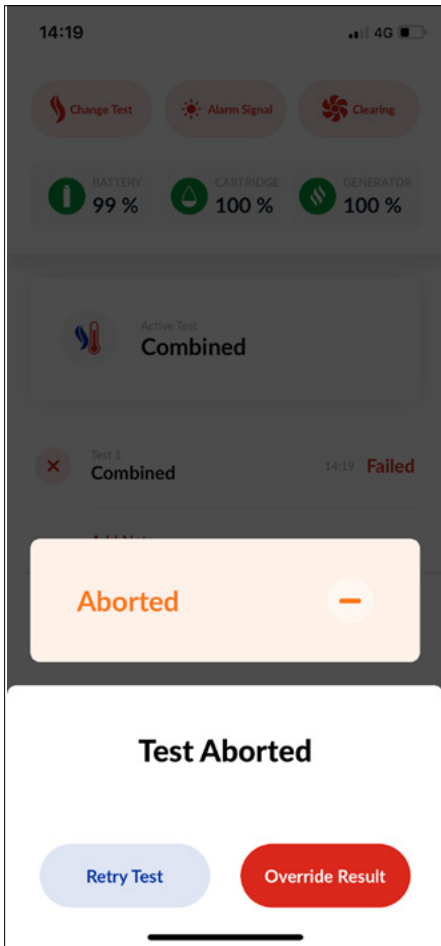 14:19
4G
Change Test
Alarm Signal
Clearing
BATTERY
99 %
CARTRIDGE
100 %
GENERATOR
100 %
Active Test
Combined
Test 1
Combined
14:19 Failed
Aborted
Test Aborted
Retry Test
Override Result